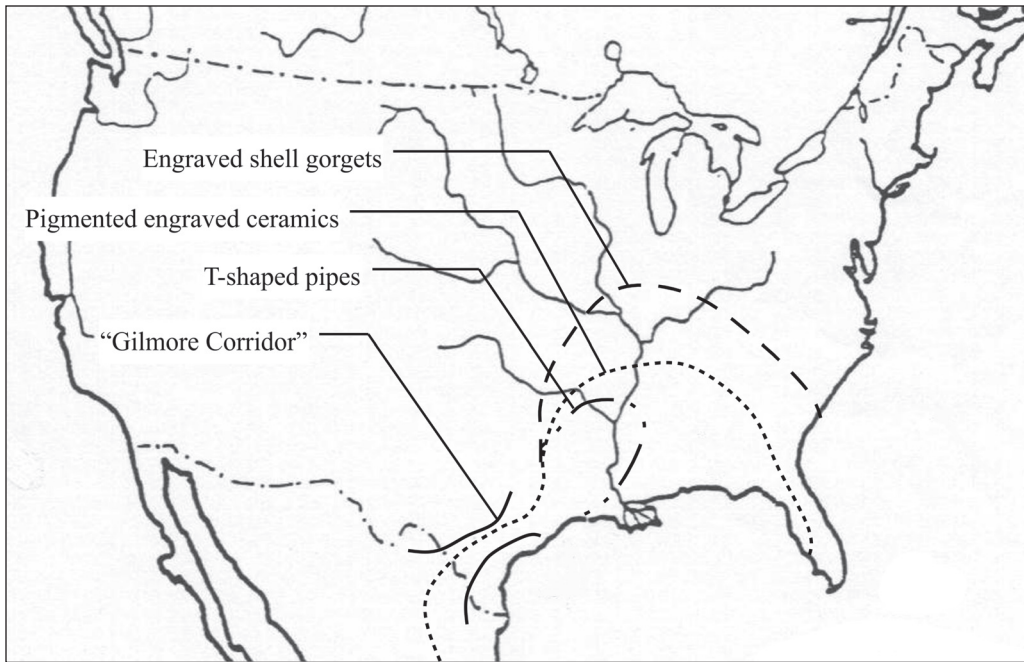 Engraved shell gorgets
Pigmented engraved ceramics
T-shaped pipes
“Gilmore Corridor”